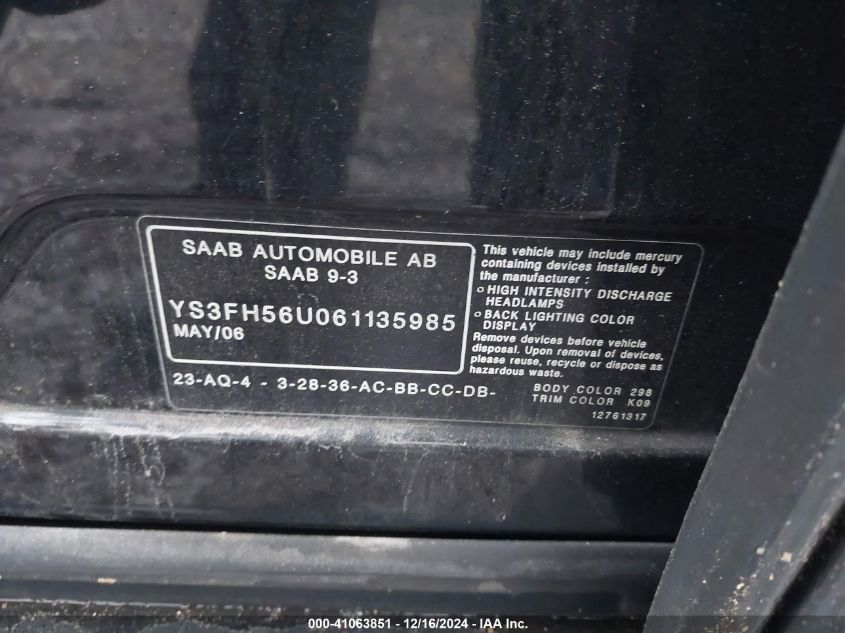 SAAB AUTOMOBILE AB
SAAB 9-3
YS3FH56U061135985
MAY/06
23-AQ-4 - 3-28-36-AC-BB-CC-DB-
This vehicle may include mercury
containing devices installed by
the manufacturer :
o HIGH INTENSITY DISCHARGE
HEADLAMPS
o BACK LIGHTING COLOR
DISPLAY
Remove devices before vehicle
disposal. Upon removal of devices,
please reuse, recycle or dispose as
hazardous waste.
BODY COLOR 298
TRIM COLOR K09
12761317
000-41063851 - 12/16/2024 - IAA Inc.